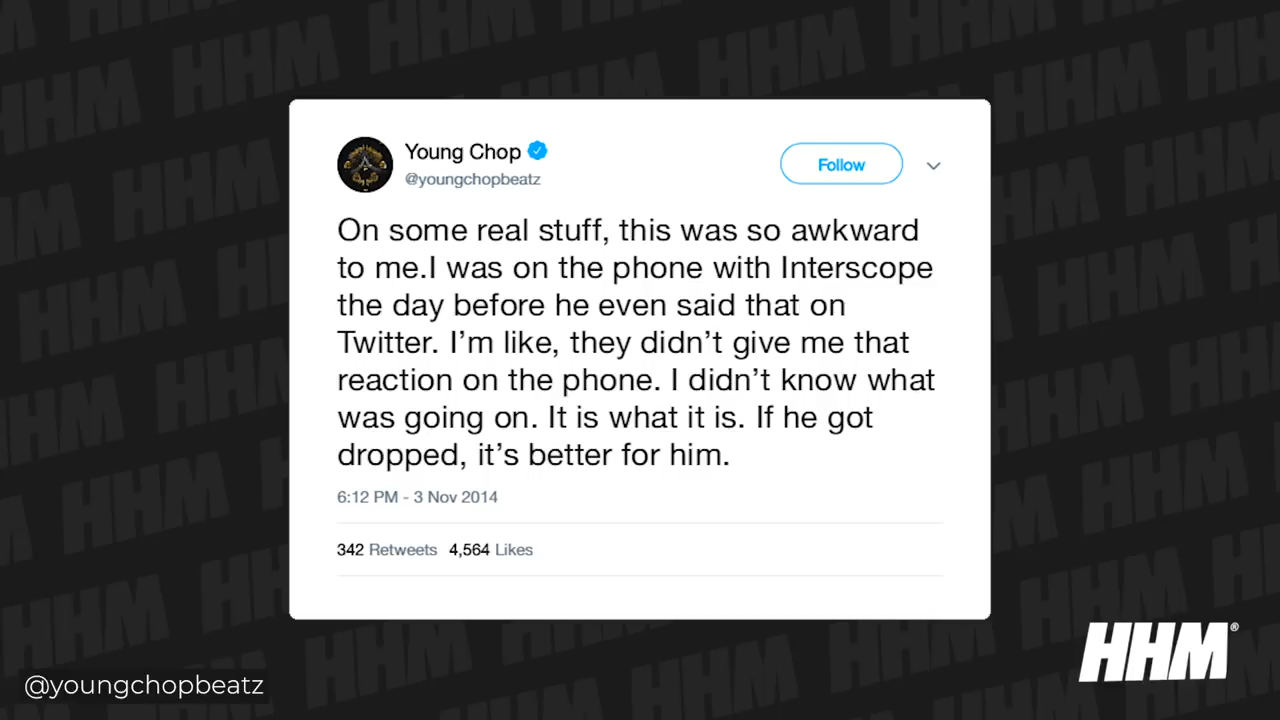 Young Chop
@youngchopbeatz
Follow
On some real stuff, this was so awkward
to me.I was on the phone with Interscope
the day before he even said that on
Twitter. I’m like, they didn’t give me that
reaction on the phone. I didn’t know what
was going on. It is what it is. If he got
dropped, it’s better for him.
6:12 PM - 3 Nov 2014
342 Retweets 4,564 Likes
HHM®
@youngchopbeatz